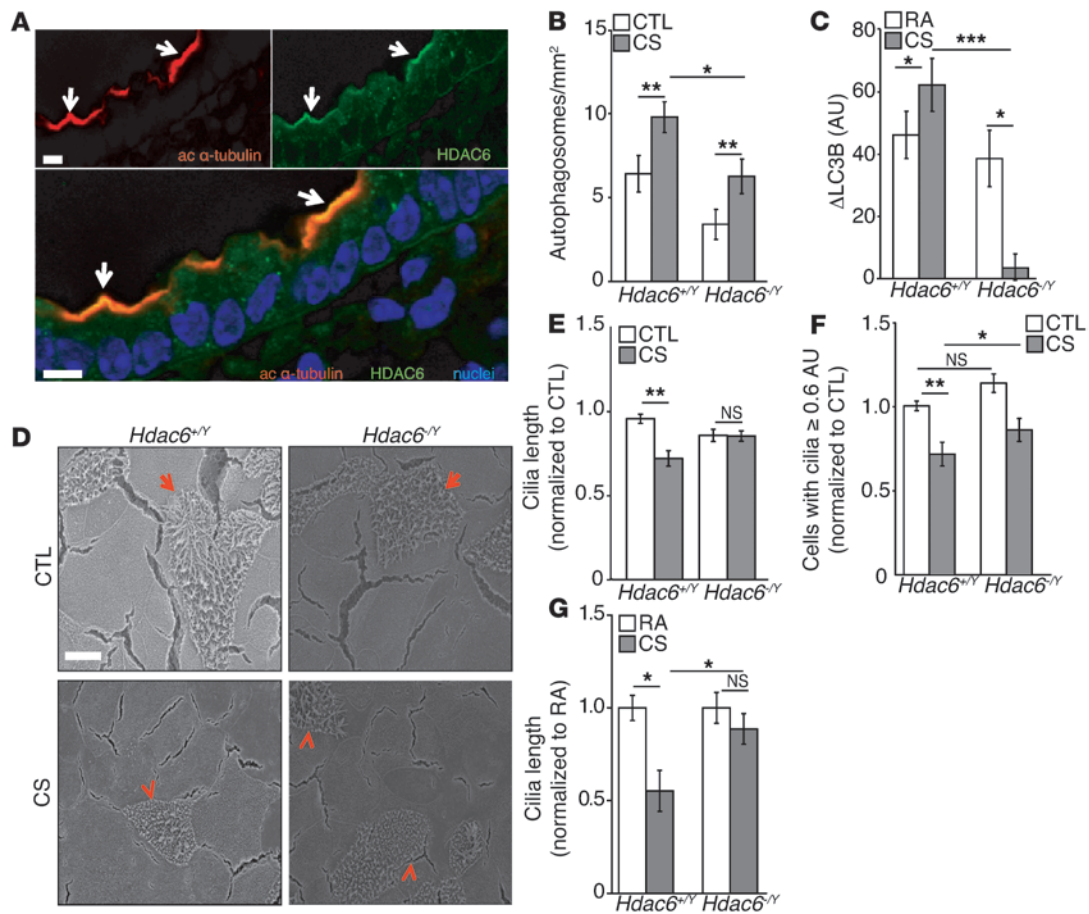 A
ac α-tubulin
HDAC6
ac α-tubulin HDAC6 nuclei
B
CTL
CS
Autophagosomes/mm²
15
10
5
0
**
*
**
Hdac6+/Y
Hdac6-/Y
C
RA
CS
ΔLC3B (AU)
80
60
40
20
0
*
***
*
Hdac6+/Y
Hdac6-/Y
D
Hdac6+/Y
Hdac6-/Y
CTL
CS
E
CTL
CS
Cilia length
(normalized to CTL)
1.5
1.0
0.5
0
**
NS
Hdac6+/Y
Hdac6-/Y
F
CTL
CS
Cells with cilia ≥ 0.6 AU
(normalized to CTL)
1.5
1.0
0.5
0
*
NS
**
Hdac6+/Y
Hdac6-/Y
G
RA
CS
Cilia length
(normalized to RA)
1.5
1.0
0.5
0.0
*
*
NS
Hdac6+/Y
Hdac6-/Y